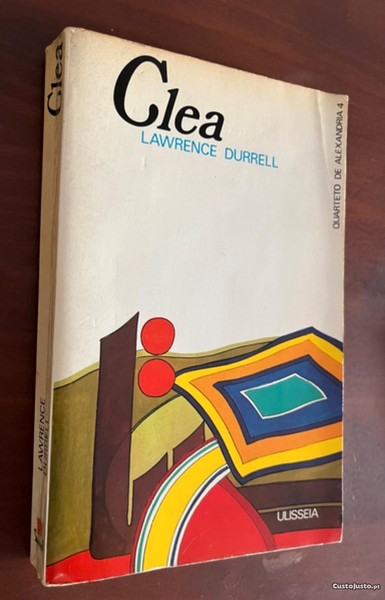 Clea
LAWRENCE DURRELL
QUARTETO DE ALEXANDRIA 4
ULISSEIA
Clea
LAWRENCE
DURRELL
CustoJusto.pt